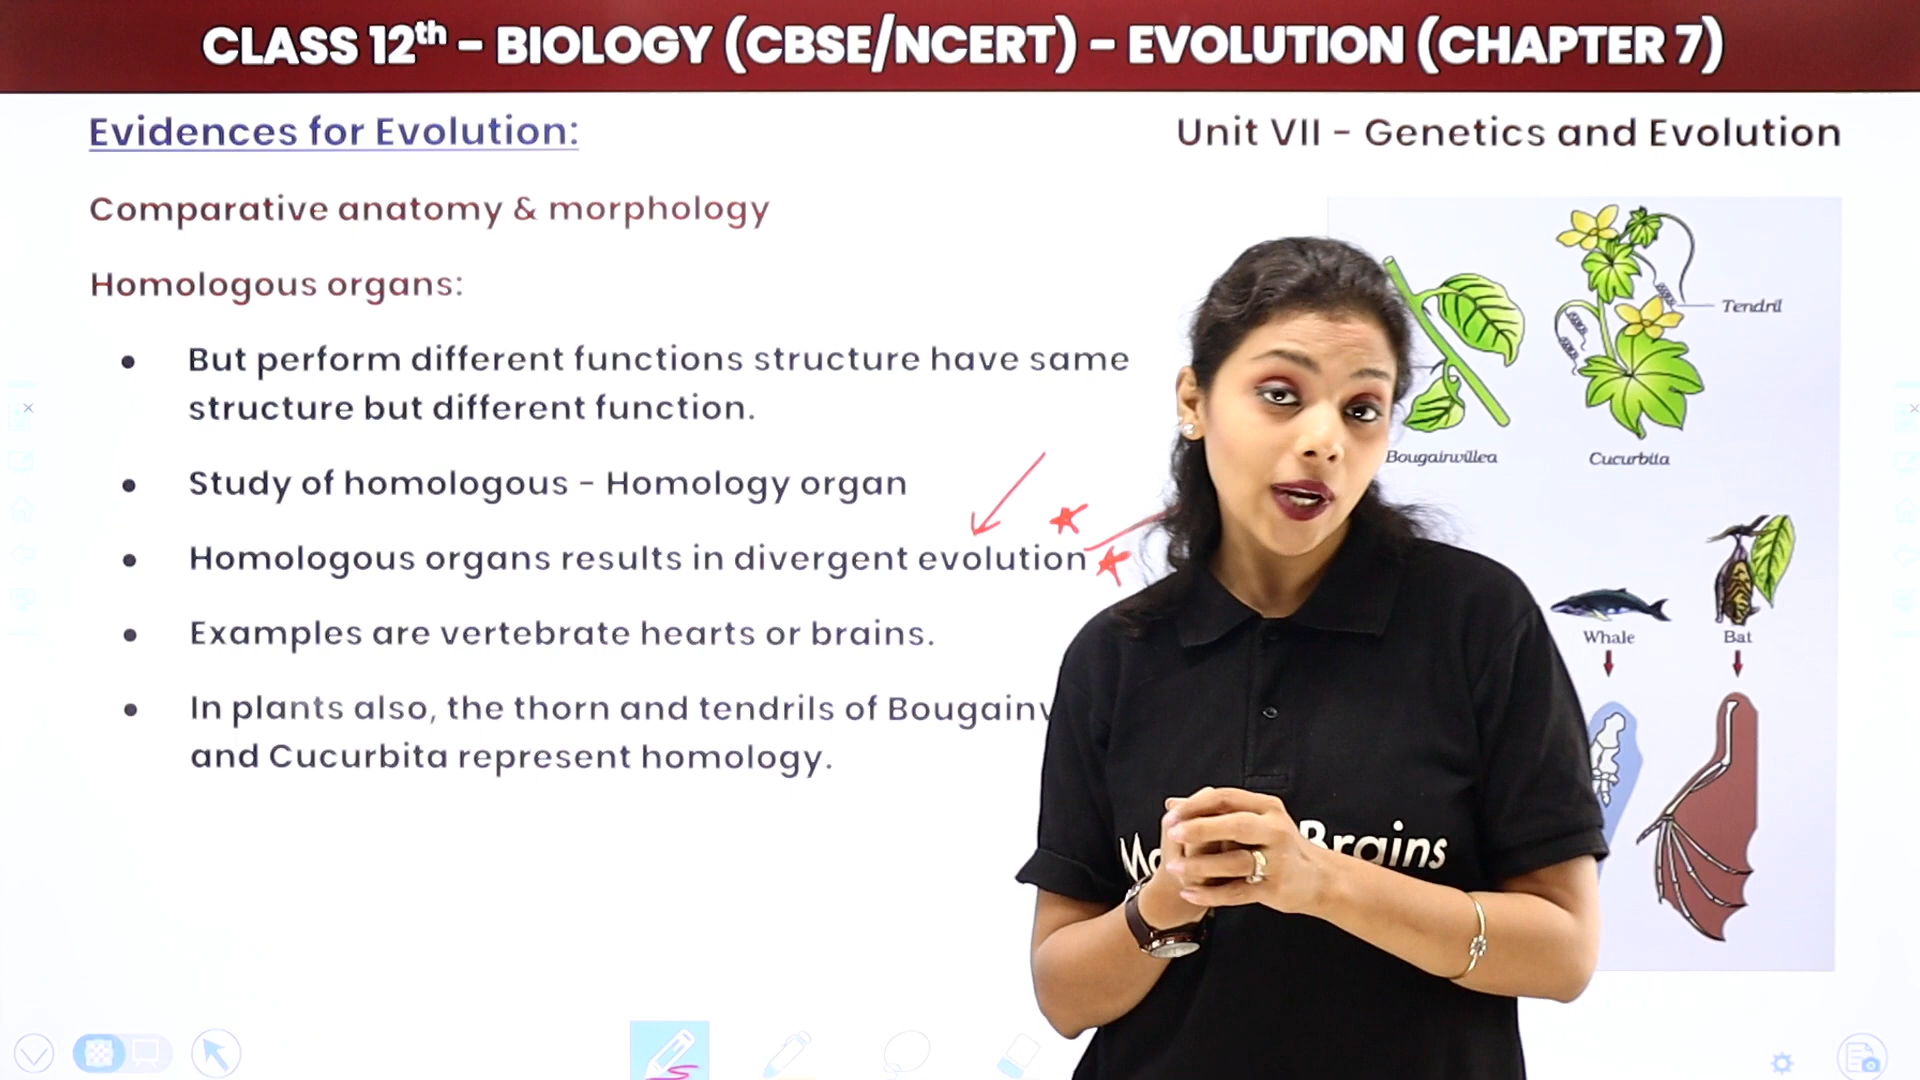 CLASS 12th - BIOLOGY (CBSE/NCERT) - EVOLUTION (CHAPTER 7)
Evidences for Evolution:
Unit VII - Genetics and Evolution
Comparative anatomy & morphology
Homologous organs:
But perform different functions structure have same
structure but different function.
Study of homologous - Homology organ
Homologous organs results in divergent evolution
Examples are vertebrate hearts or brains.
In plants also, the thorn and tendrils of Bougainv
and Cucurbita represent homology.
Tendril
Bougainvillea
Cucurbita
Whale
Bat
Brains